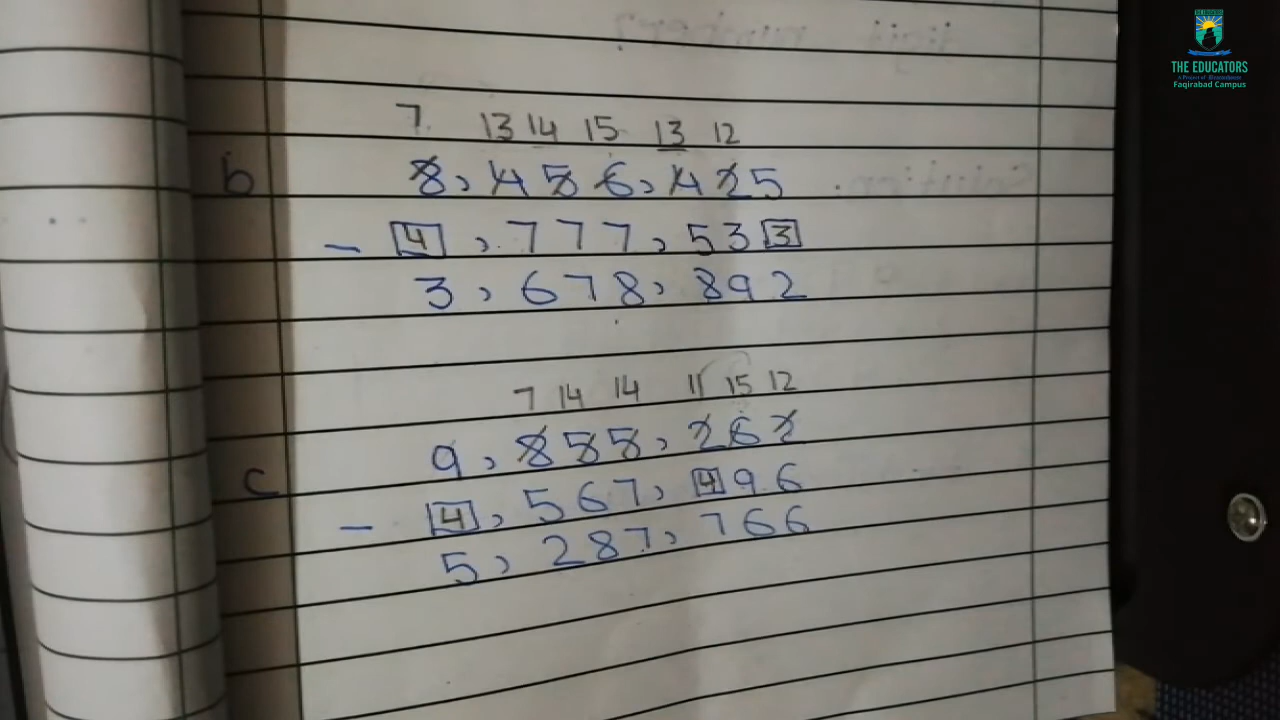 THE EDUCATORS
Faqirabad Campus
7 13 14 15 13 12
b 8,456,425
- 4,777,533
3,678,892
7 14 14 11 15 12
c 9,855,262
- 4,567,496
5,287,766